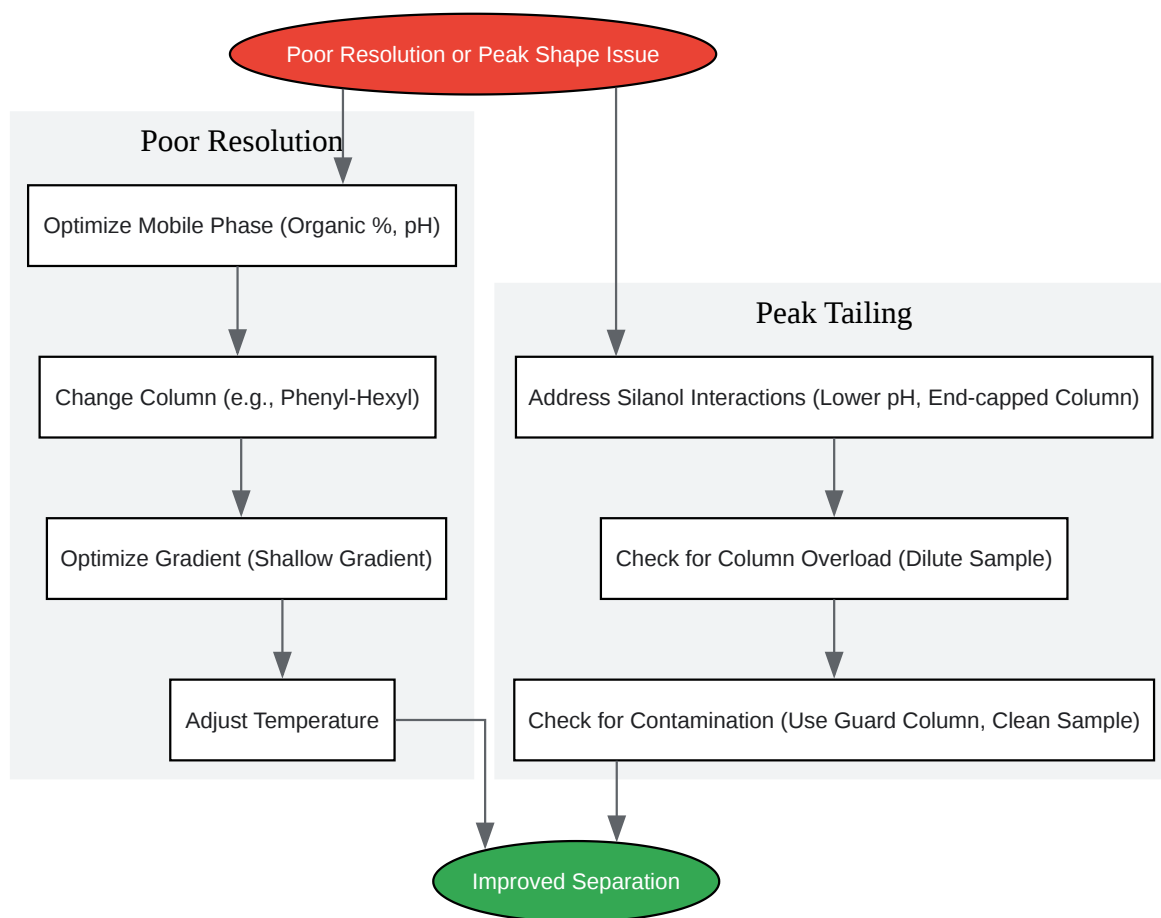 Poor Resolution or Peak Shape Issue
Poor Resolution
Optimize Mobile Phase (Organic %, pH)
Change Column (e.g., Phenyl-Hexyl)
Optimize Gradient (Shallow Gradient)
Adjust Temperature
Peak Tailing
Address Silanol Interactions (Lower pH, End-capped Column)
Check for Column Overload (Dilute Sample)
Check for Contamination (Use Guard Column, Clean Sample)
Improved Separation